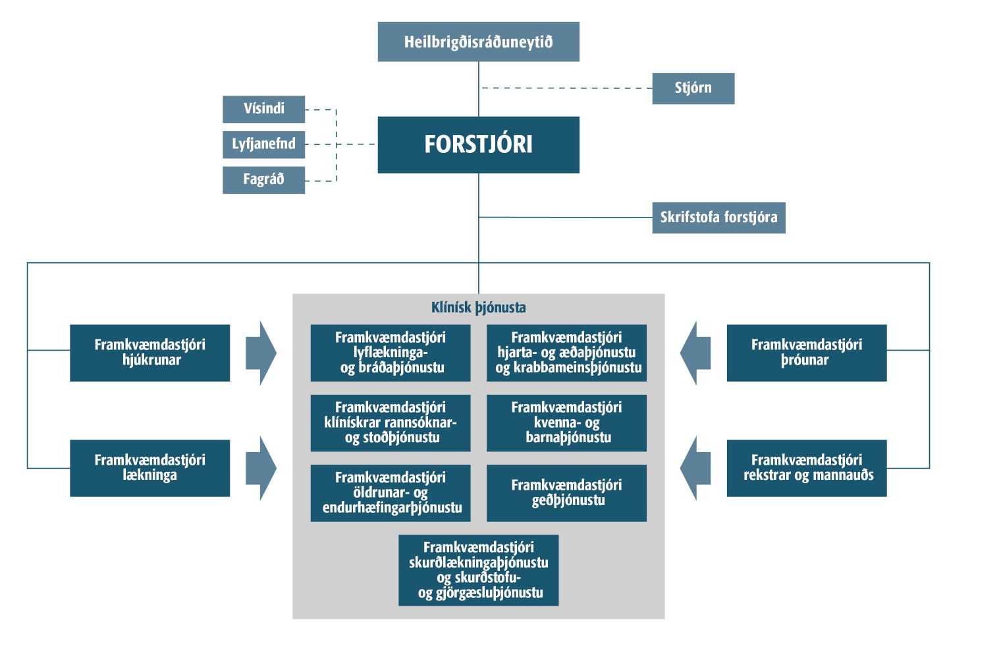 Heilbrigðisráðuneytið
Stjórn
Vísindi
Lyfjanefnd
Fagráð
FORSTJÓRI
Skrifstofa forstjóra
Klínísk þjónusta
Framkvæmdastjóri
hjúkrunar
Framkvæmdastjóri
lækninga
Framkvæmdastjóri
lyflækninga-
og bráðaþjónustu
Framkvæmdastjóri
hjarta- og æðaþjónustu
og krabbameinsþjónustu
Framkvæmdastjóri
klínískrar rannsóknar-
og stoðþjónustu
Framkvæmdastjóri
kvenna- og
barnaþjónustu
Framkvæmdastjóri
öldrunar- og
endurhæfingarþjónustu
Framkvæmdastjóri
geðþjónustu
Framkvæmdastjóri
skurðlækningaþjónustu
og skurðstofu-
og gjörgæsluþjónustu
Framkvæmdastjóri
þróunar
Framkvæmdastjóri
rekstrar og mannauðs